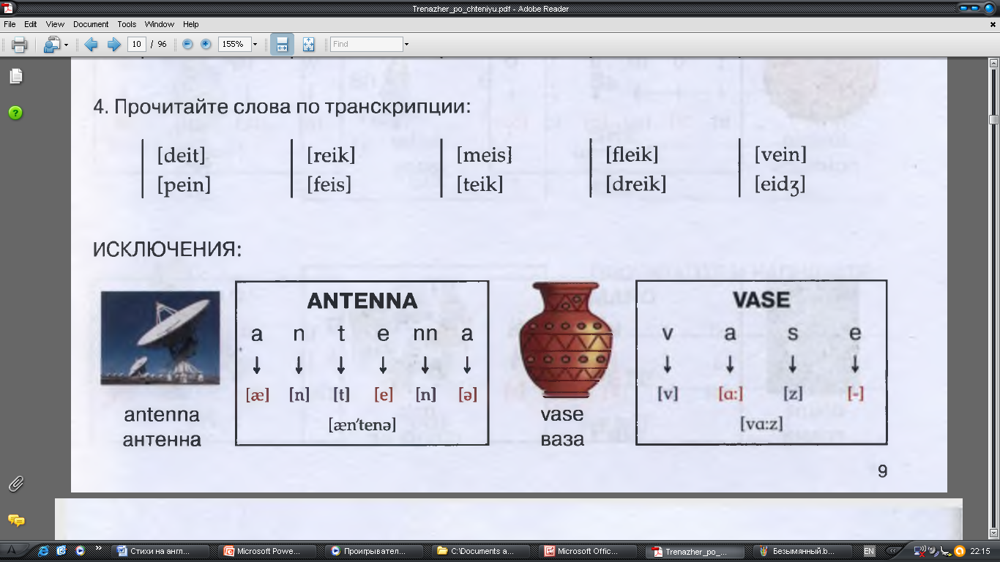 Trenazher_po_chteniyu.pdf - Adobe Reader
File Edit View Document Tools Window Help
10 / 96 155% Find
4. Прочитайте слова по транскрипции:
[deit] [reik] [meis] [fleik] [vein]
[pein] [feis] [teik] [dreik] [eidʒ]
ИСКЛЮЧЕНИЯ:
ANTENNA VASE
a n t e nn a v a s e
[æ] [n] [t] [e] [n] [ə] [v] [ɑ:] [z] [-]
antenna [æn'tenə] vase [vɑ:z]
антенна ваза
9
Стихи на англ... Microsoft Powe... Проигрывател... C:\Documents a... Microsoft Offic... Trenazher_po_... Безымянный.b... EN 22:15